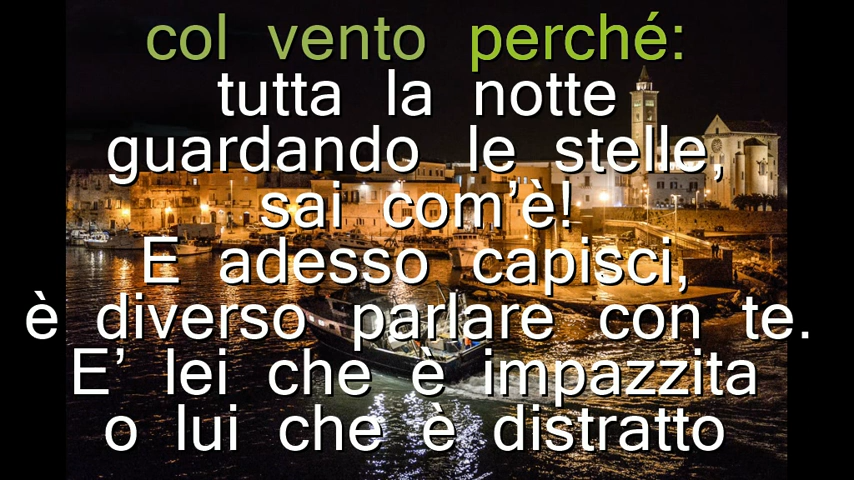 col vento perché:
tutta la notte
guardando le stelle,
sai com’è!
E adesso capisci,
è diverso parlare con te.
E’ lei che è impazzita
o lui che è distratto